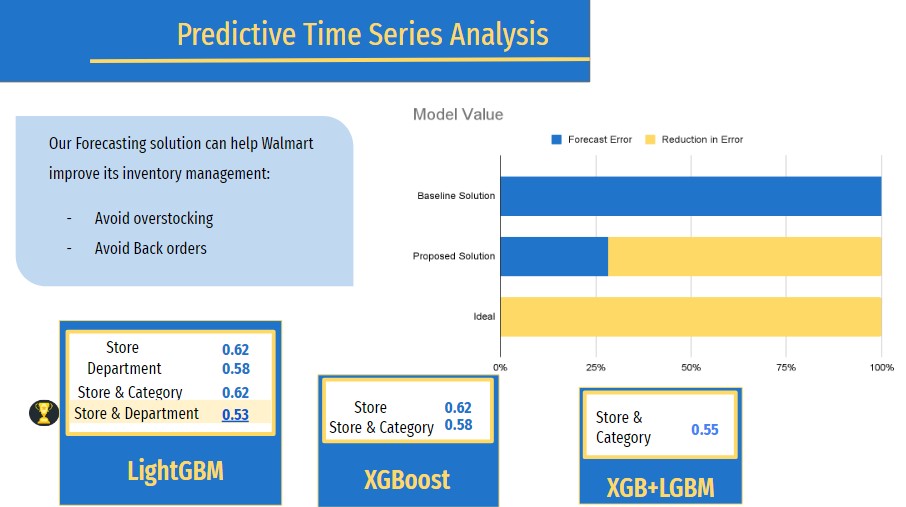 Predictive Time Series Analysis
Our Forecasting solution can help Walmart
improve its inventory management:
- Avoid overstocking
- Avoid Back orders
Model Value
Forecast Error Reduction in Error
Baseline Solution
Proposed Solution
Ideal
0% 25% 50% 75% 100%
Store 0.62
Department 0.58
Store & Category 0.62
Store & Department 0.53
LightGBM
Store 0.62
Store & Category 0.58
XGBoost
Store &
Category 0.55
XGB+LGBM